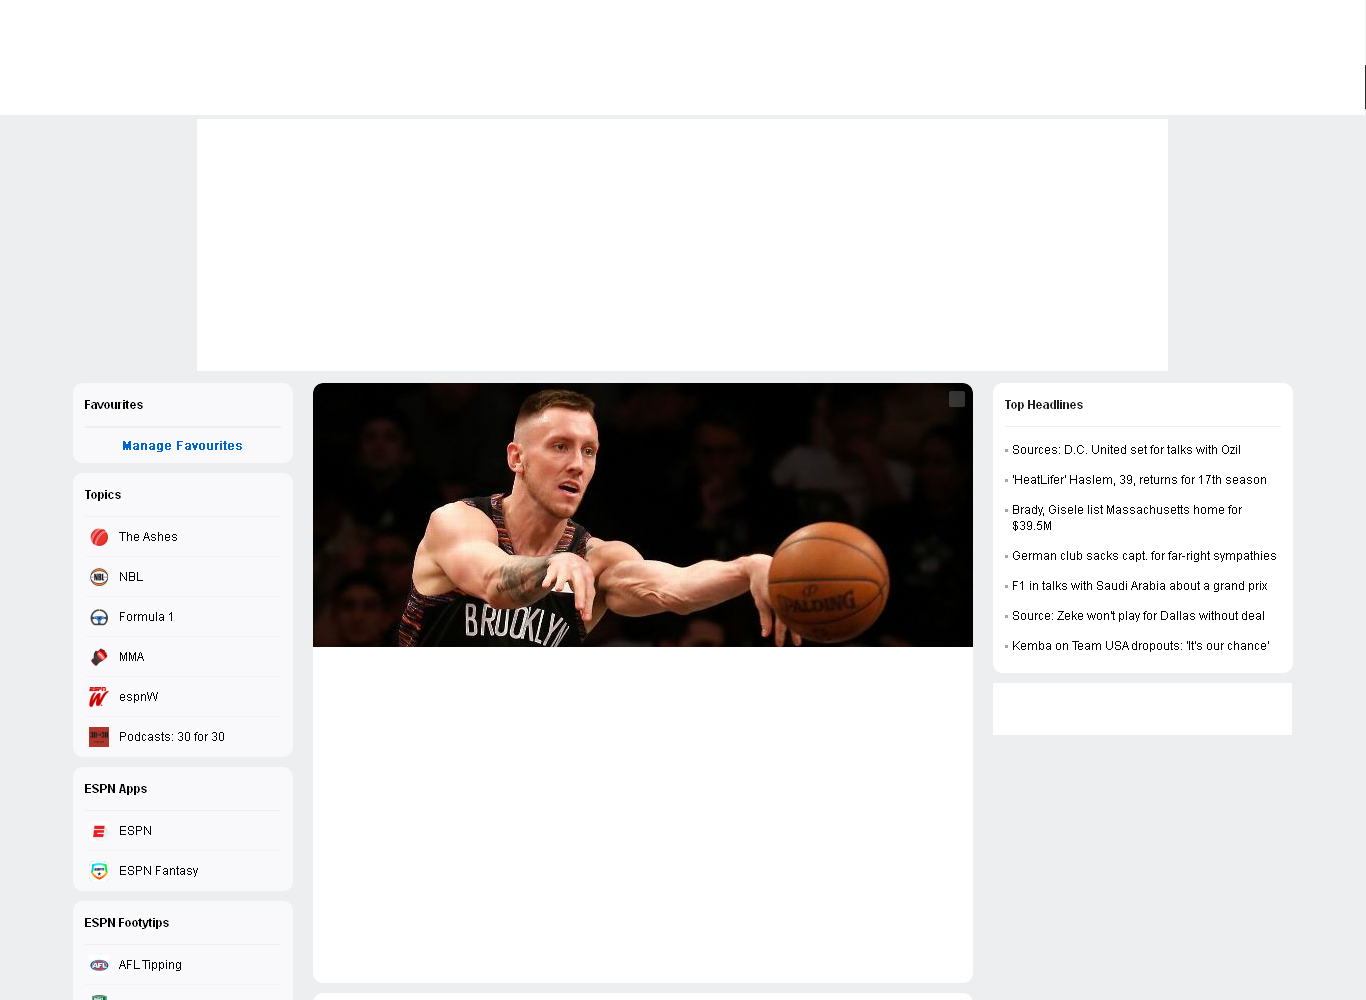 Favourites
Manage Favourites
Topics
The Ashes
NBL
Formula 1
MMA
espnW
Podcasts: 30 for 30
ESPN Apps
ESPN
ESPN Fantasy
ESPN Footytips
AFL Tipping
BROOKLYN
SPALDING
Top Headlines
Sources: D.C. United set for talks with Ozil
'HeatLifer' Haslem, 39, returns for 17th season
Brady, Gisele list Massachusetts home for
$39.5M
German club sacks capt. for far-right sympathies
F1 in talks with Saudi Arabia about a grand prix
Source: Zeke won't play for Dallas without deal
Kemba on Team USA dropouts: 'It's our chance'